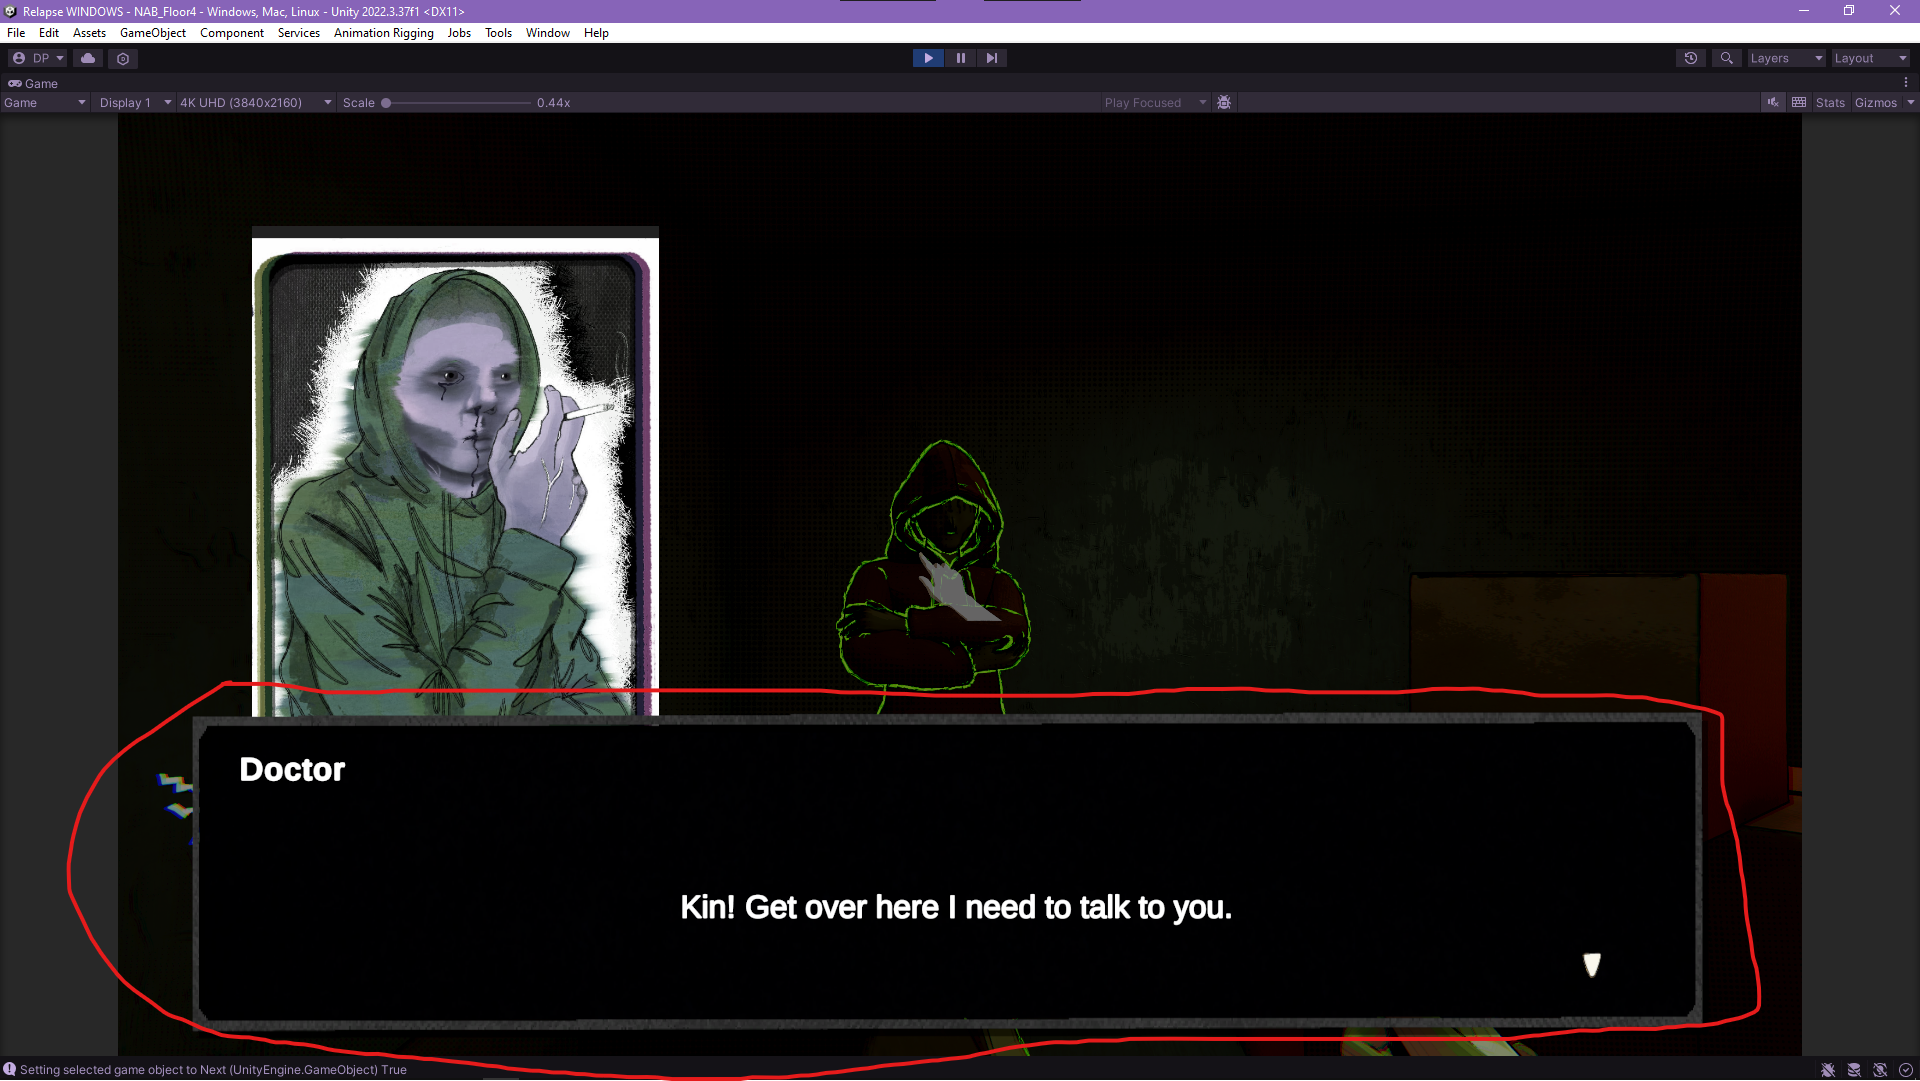 Relapse WINDOWS - NAB_Floor4 - Windows, Mac, Linux - Unity 2022.3.37f1 <DX11>
File Edit Assets GameObject Component Services Animation Rigging Jobs Tools Window Help
DP Layers Layout
Game
Game Display 1 4K UHD (3840x2160) Scale 0.44x Play Focused Stats Gizmos
Doctor
Kin! Get over here I need to talk to you.
Setting selected game object to Next (UnityEngine.GameObject) True